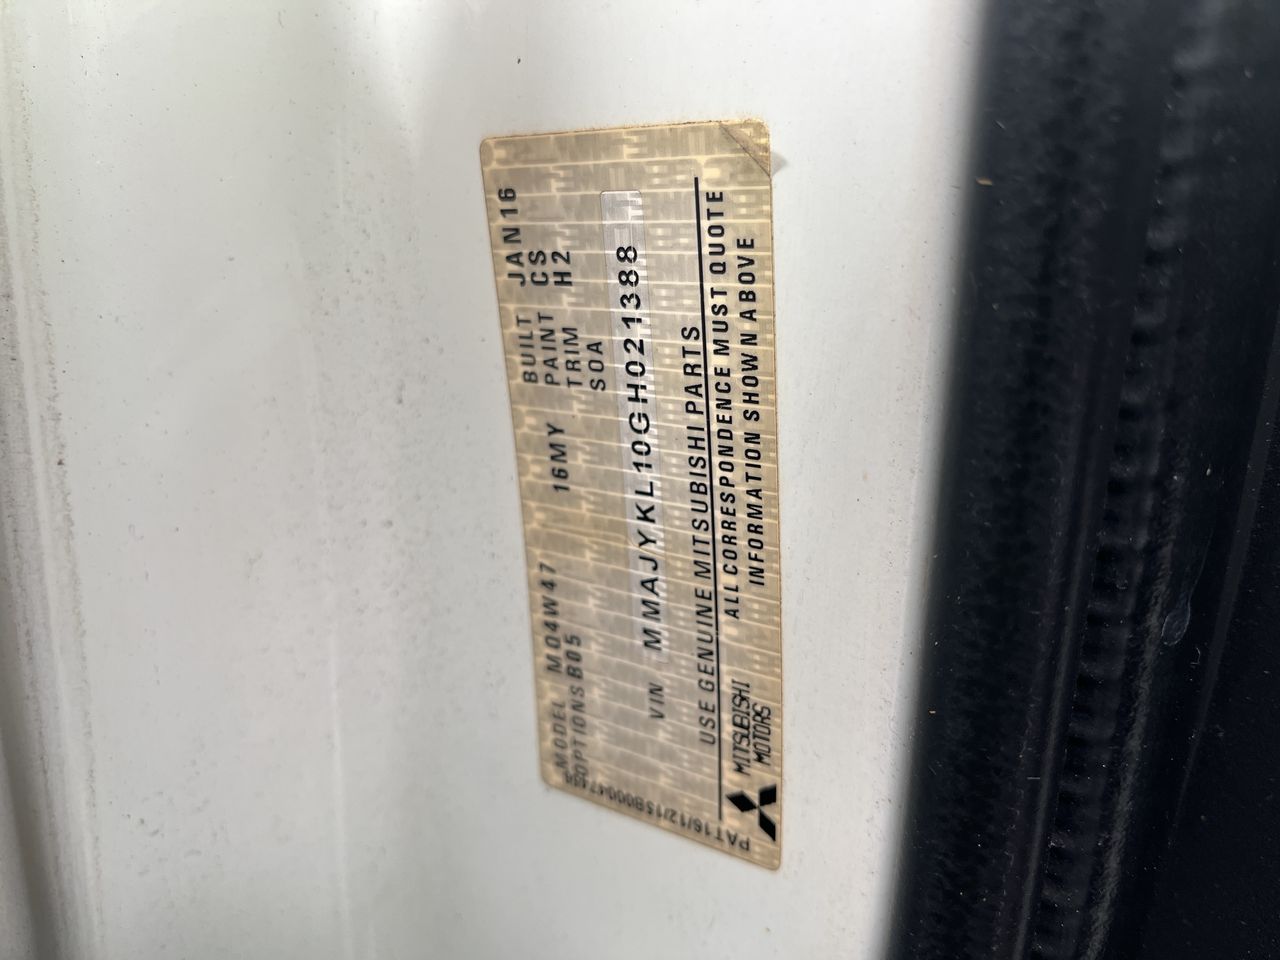 MODEL MQ4W47 16MY BUILT JAN16
OPTIONS B05 PAINT CS
TRIM H2
SOA
VIN MMAJYKL10GH021388
USE GENUINE MITSUBISHI PARTS
MITSUBISHI MOTORS
ALL CORRESPONDENCE MUST QUOTE
INFORMATION SHOWN ABOVE